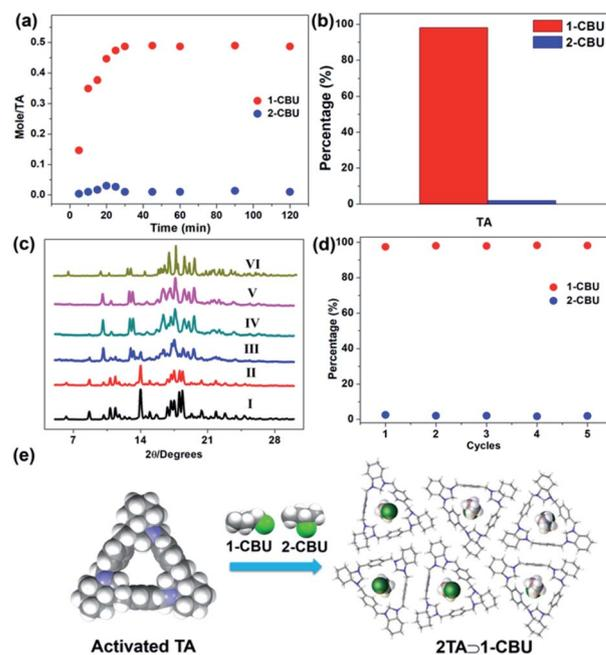 (a)
0.5
0.4
0.3
0.2
0.1
0.0
Mole/TA
1-CBU
2-CBU
0 20 40 60 80 100 120
Time (min)
(b)
100
80
60
40
20
0
Percentage (%)
1-CBU
2-CBU
TA
(c)
VI
V
IV
III
II
I
7 14 21 28
2θ/Degrees
(d)
100
80
60
40
20
0
Percentage (%)
1-CBU
2-CBU
1 2 3 4 5
Cycles
(e)
1-CBU 2-CBU
Activated TA
2TA⊃1-CBU